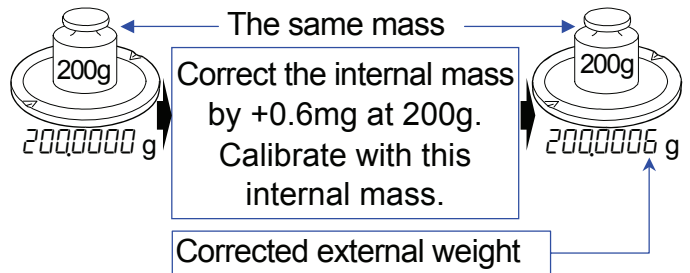 The same mass
200g
200g
Correct the internal mass
by +0.6mg at 200g.
Calibrate with this
internal mass.
200.0000 g
200.0006 g
Corrected external weight